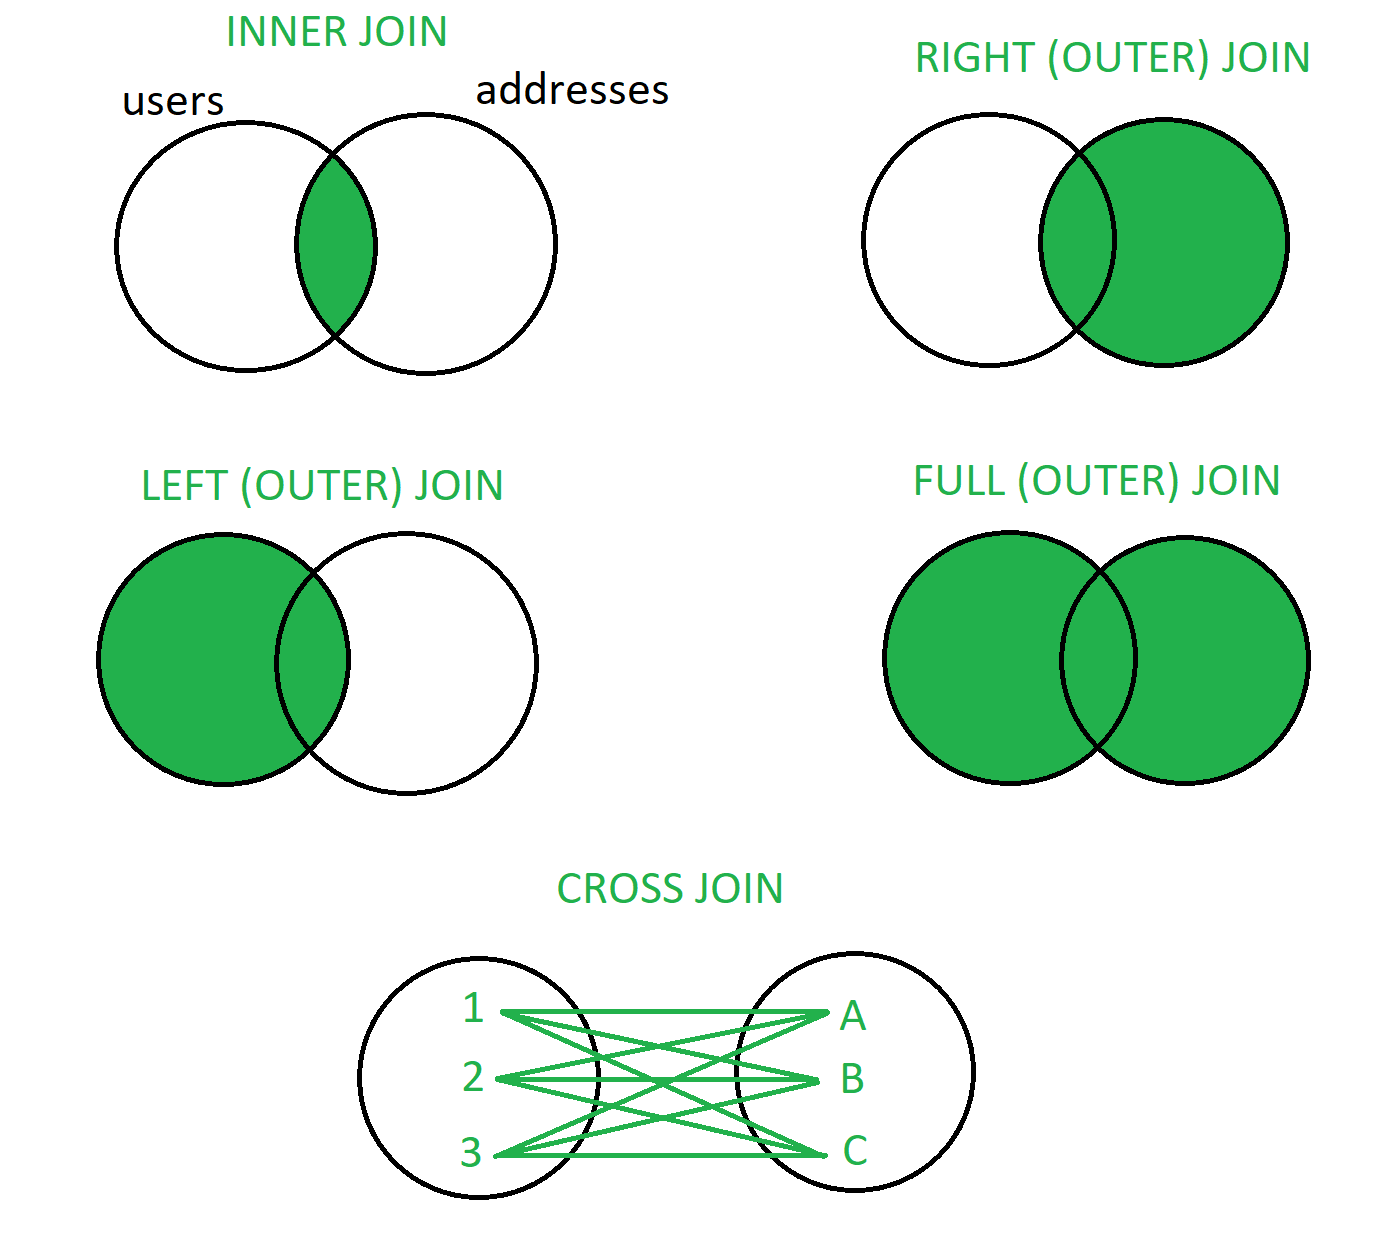 INNER JOIN
users
addresses
RIGHT (OUTER) JOIN
LEFT (OUTER) JOIN
FULL (OUTER) JOIN
CROSS JOIN
1
A
2
B
3
C